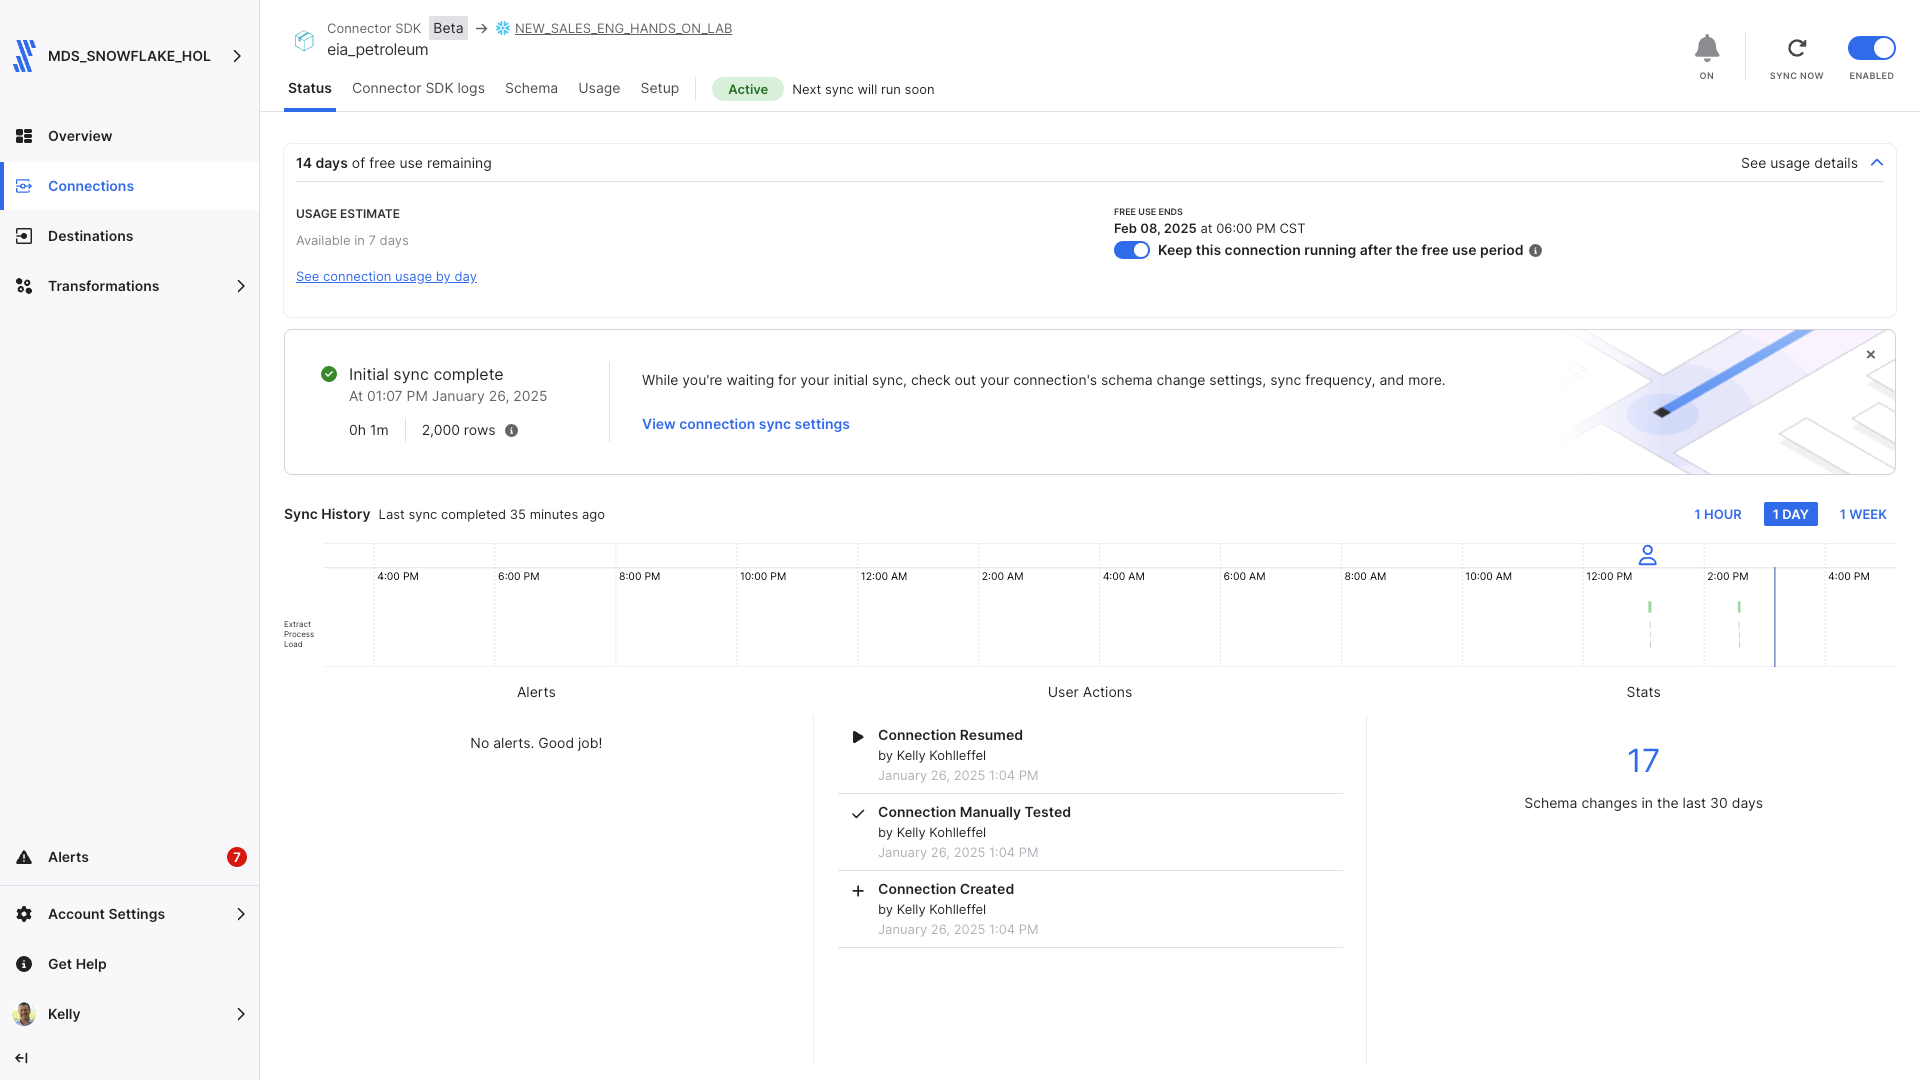 MDS_SNOWFLAKE_HOL
Overview
Connections
Destinations
Transformations
Alerts
7
Account Settings
Get Help
Kelly
Connector SDK Beta → NEW_SALES_ENG_HANDS_ON_LAB
eia_petroleum
ON
SYNC NOW
ENABLED
Status Connector SDK logs Schema Usage Setup Active Next sync will run soon
14 days of free use remaining
See usage details
USAGE ESTIMATE
Available in 7 days
See connection usage by day
FREE USE ENDS
Feb 08, 2025 at 06:00 PM CST
Keep this connection running after the free use period
Initial sync complete
At 01:07 PM January 26, 2025
0h 1m 2,000 rows
While you're waiting for your initial sync, check out your connection's schema change settings, sync frequency, and more.
View connection sync settings
Sync History Last sync completed 35 minutes ago
1 HOUR 1 DAY 1 WEEK
4:00 PM 6:00 PM 8:00 PM 10:00 PM 12:00 AM 2:00 AM 4:00 AM 6:00 AM 8:00 AM 10:00 AM 12:00 PM 2:00 PM 4:00 PM
Extract
Process
Load
Alerts
No alerts. Good job!
User Actions
Connection Resumed
by Kelly Kohlleffel
January 26, 2025 1:04 PM
Connection Manually Tested
by Kelly Kohlleffel
January 26, 2025 1:04 PM
Connection Created
by Kelly Kohlleffel
January 26, 2025 1:04 PM
Stats
17
Schema changes in the last 30 days